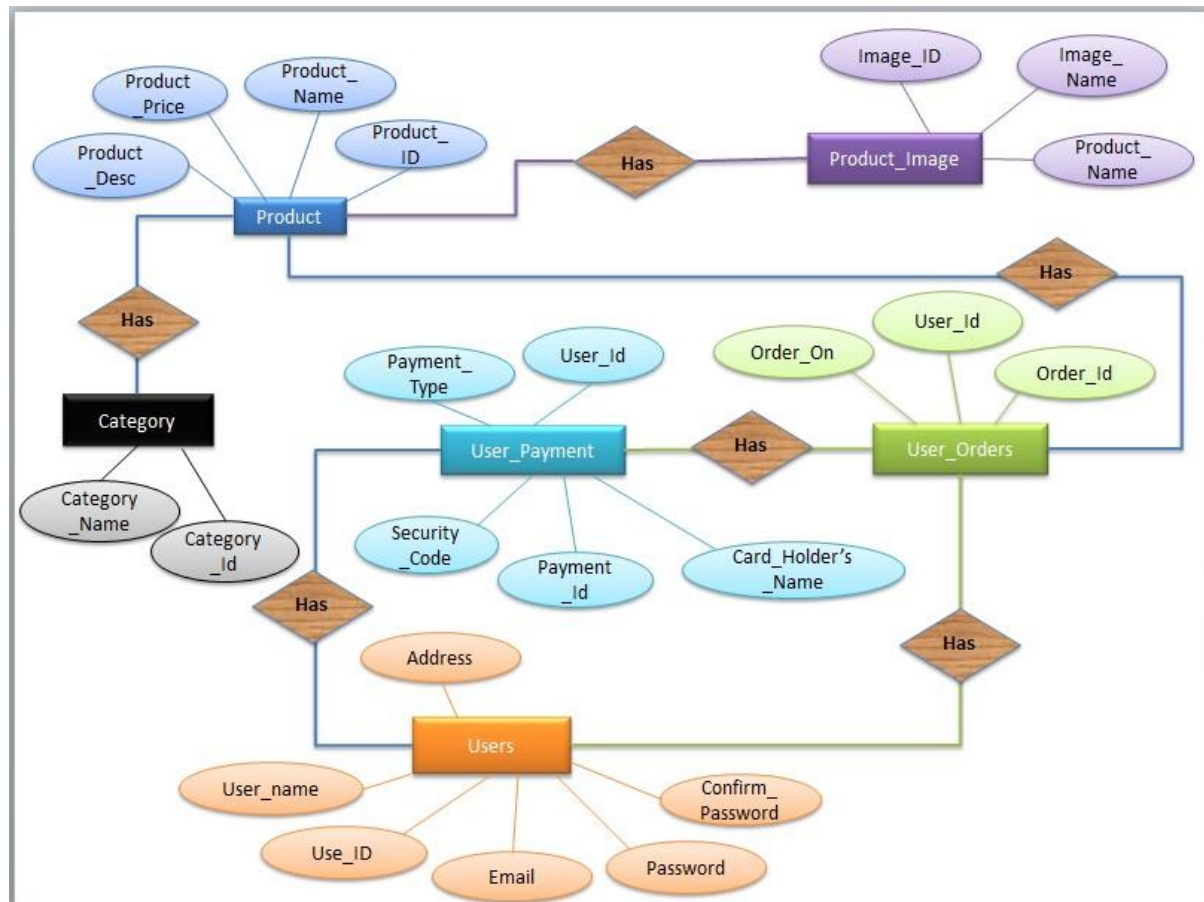 Product
_Price
Product_
Name
Product
_Desc
Product_
ID
Product
Has
Image_ID
Image_
Name
Product_Image
Product_
Name
Has
Has
Category
Category
_Name
Category
_Id
Payment_
Type
User_Id
User_Payment
Security
_Code
Payment
_Id
Card_Holder’s
_Name
Has
Order_On
User_Id
Order_Id
User_Orders
Has
Has
Address
Users
User_name
Use_ID
Email
Password
Confirm_
Password